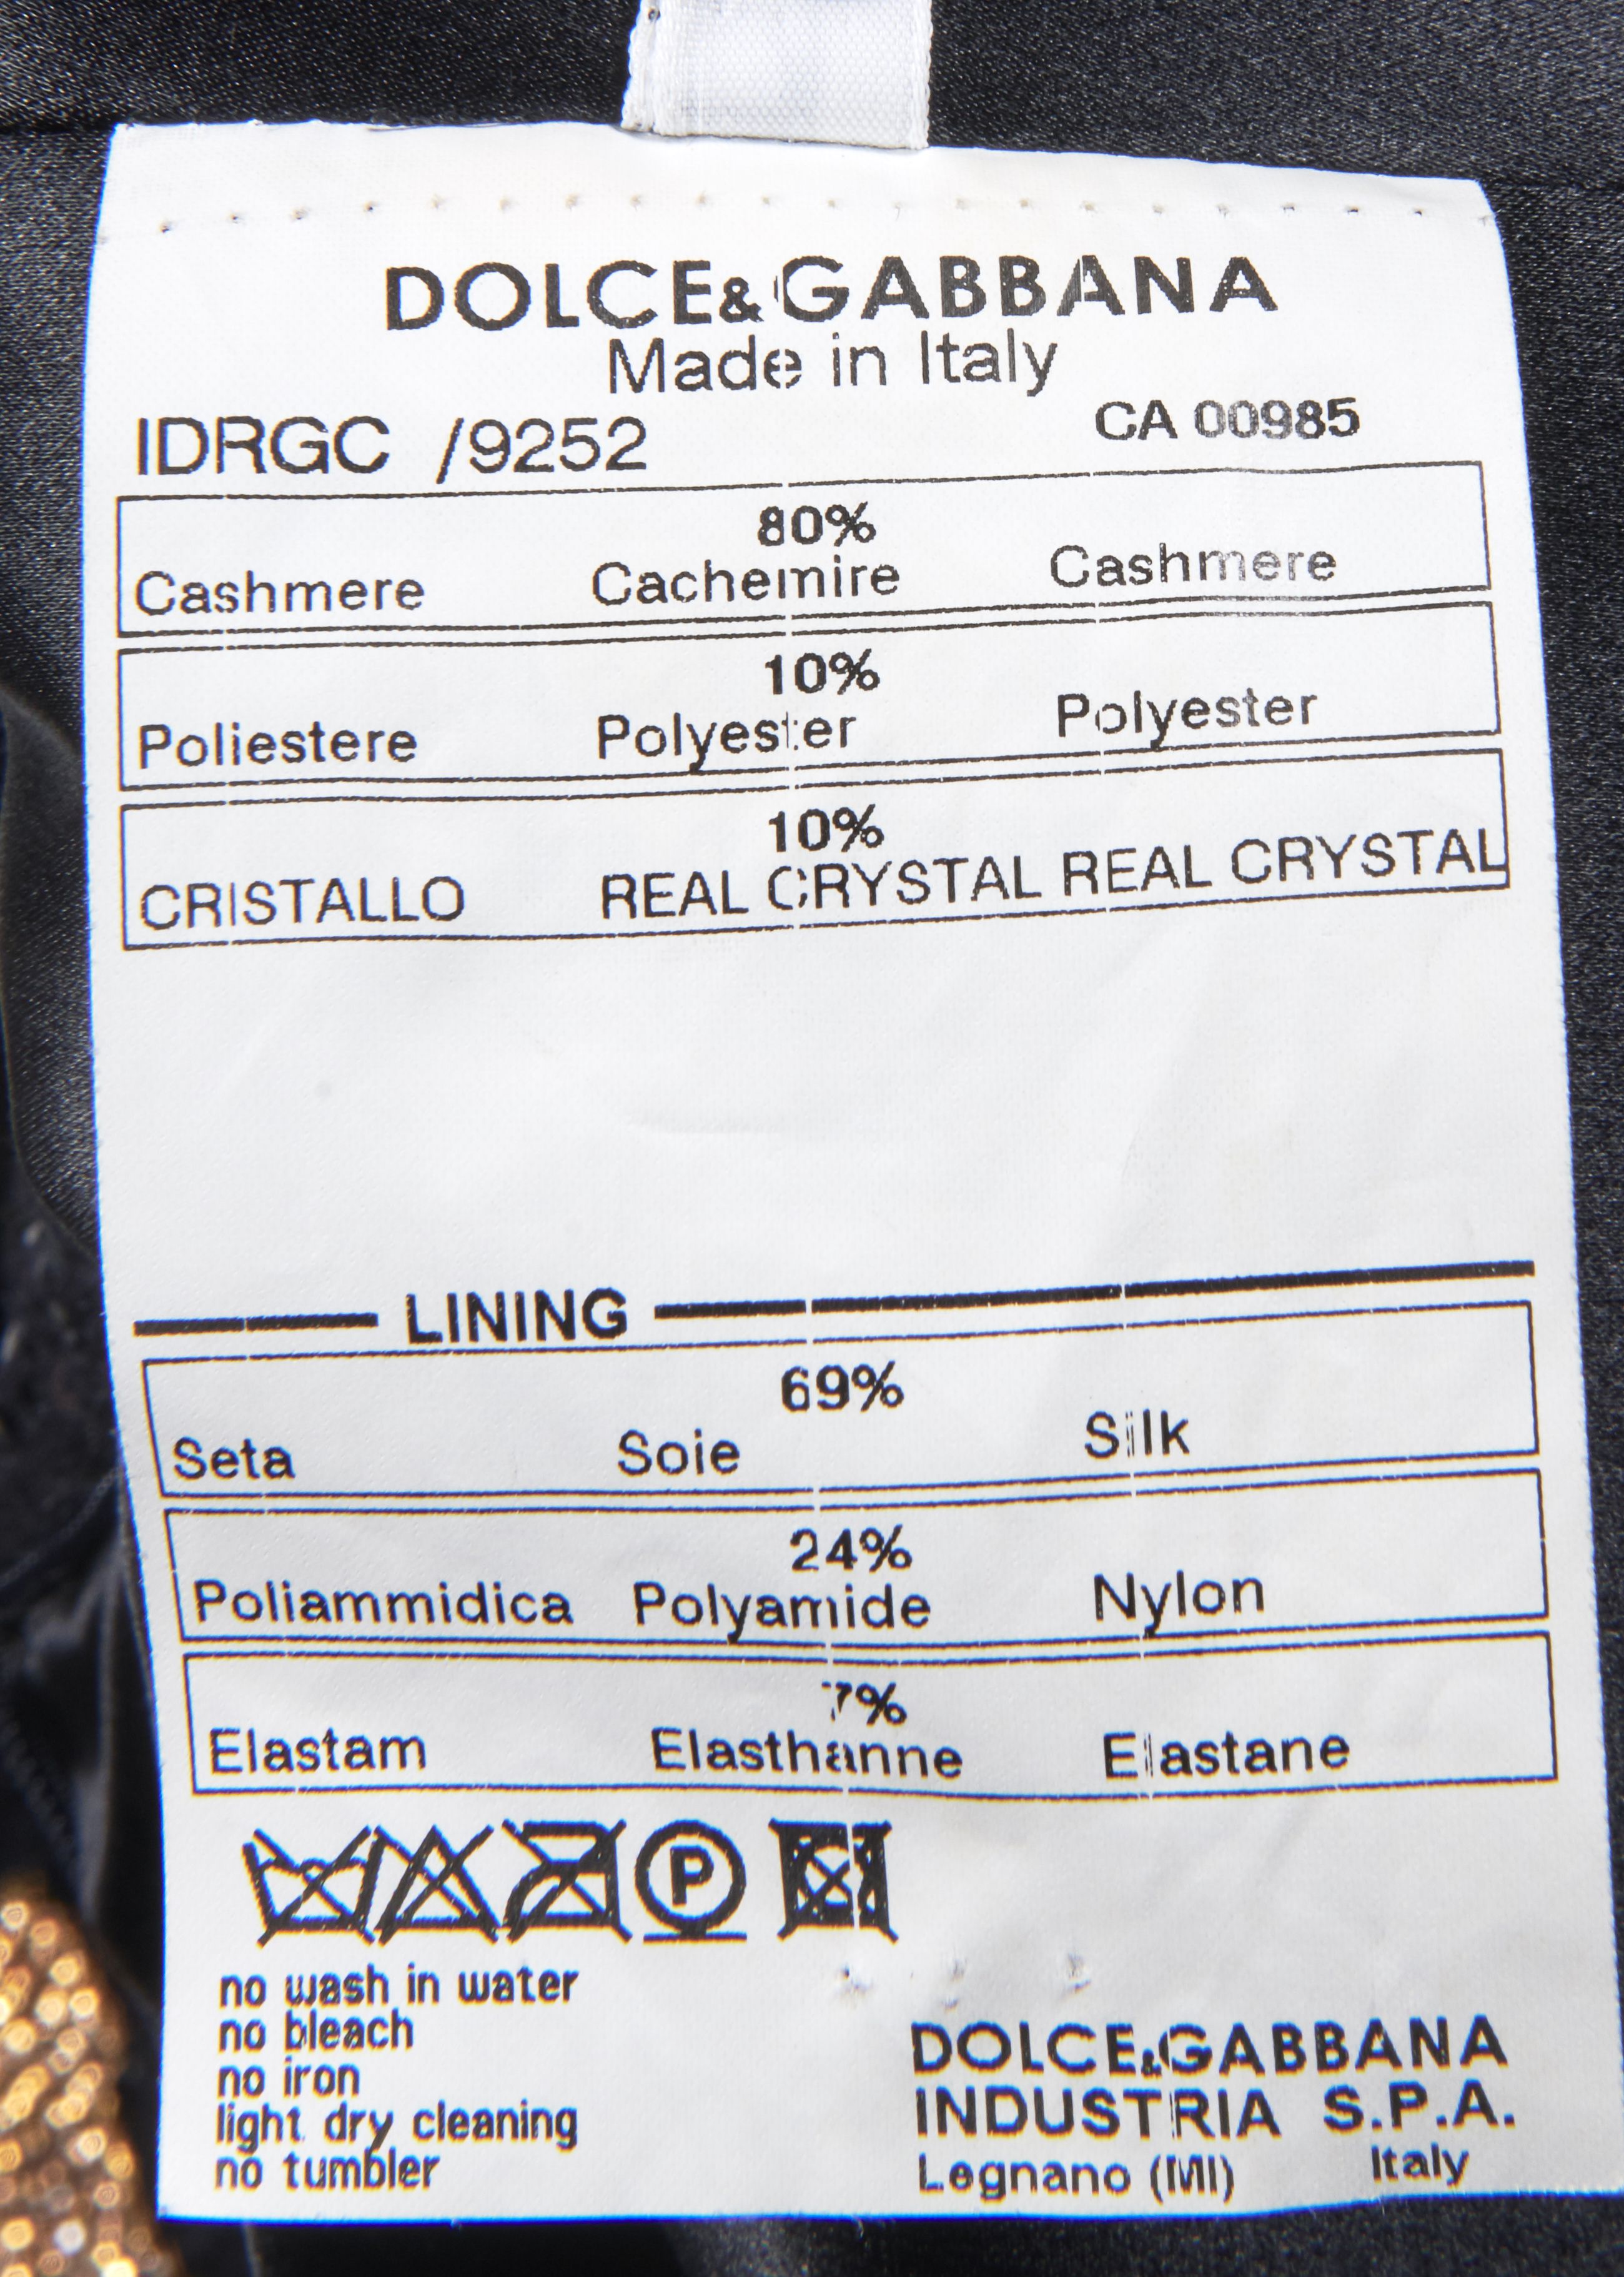 DOLCE&GABBANA
Made in Italy
IDRGC /9252 CA 00985
80%
Cashmere Cachemire Cashmere
10%
Poliestere Polyester Polyester
10%
CRISTALLO REAL CRYSTAL REAL CRYSTAL
LINING
69%
Seta Soie Silk
24%
Poliammidica Polyamide Nylon
7%
Elastam Elasthanne Elastane
P
no wash in water
no bleach
no iron
light dry cleaning
no tumbler
DOLCE&GABBANA
INDUSTRIA S.P.A.
Legnano (MI) Italy